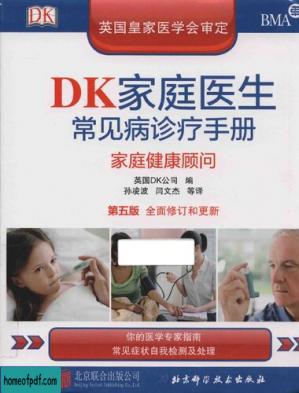 DK
英国皇家医学会审定
BMA
DK家庭医生
常见病诊疗手册
家庭健康顾问
英国DK公司 编
孙凌波 闫文杰 等译
第五版 全面修订和更新
你的医学专家指南
常见症状自我检测及处理
北京联合出版公司
北京科学技术出版社
homeofpdf.com